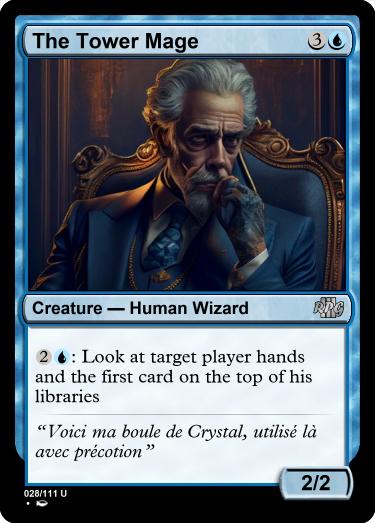 The Tower Mage 3
Creature — Human Wizard
RPG
2 : Look at target player hands
and the first card on the top of his
libraries
“Voici ma boule de Crystal, utilisé là
avec précotion”
2/2
028/111 U